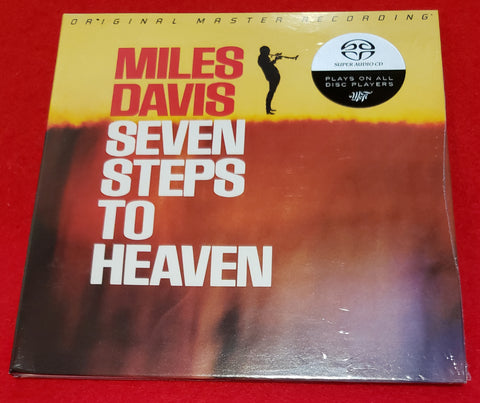 ORIGINAL MASTER RECORDING
MILES
DAVIS
SEVEN
STEPS
TO
HEAVEN
SUPER AUDIO CD
PLAYS ON ALL
DISC PLAYERS